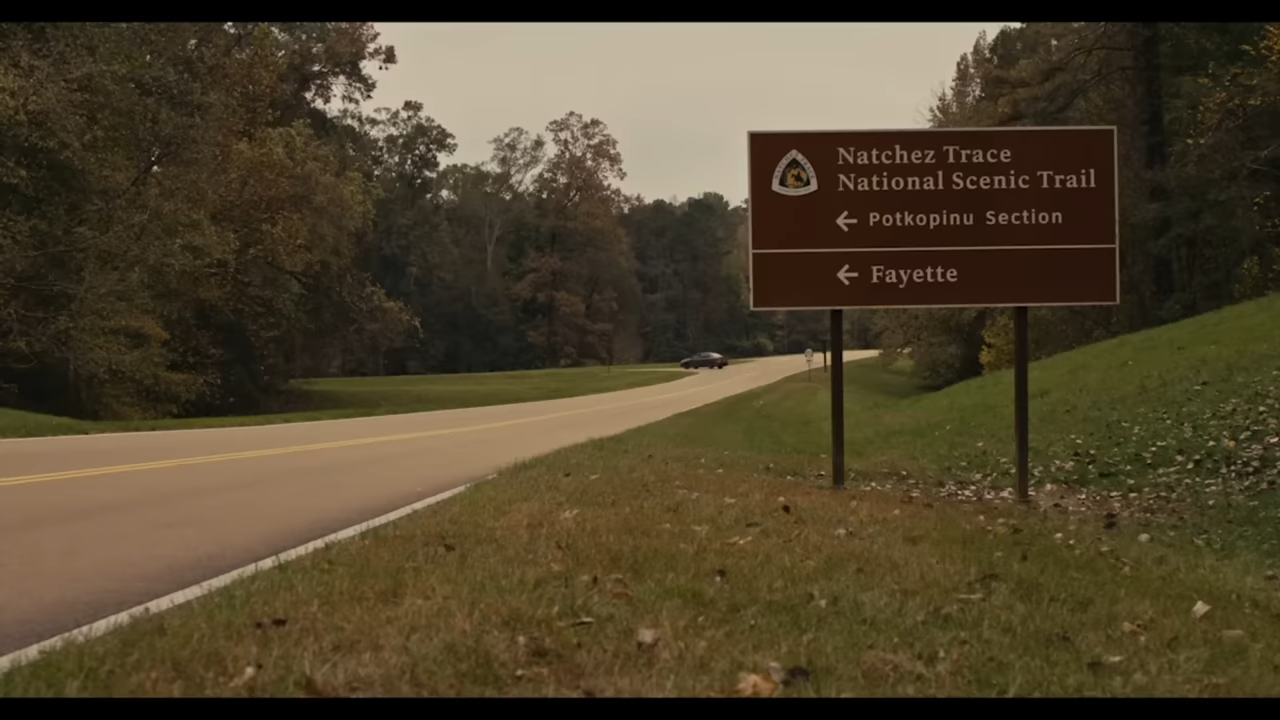 Natchez Trace
National Scenic Trail
← Potkopinu Section
← Fayette